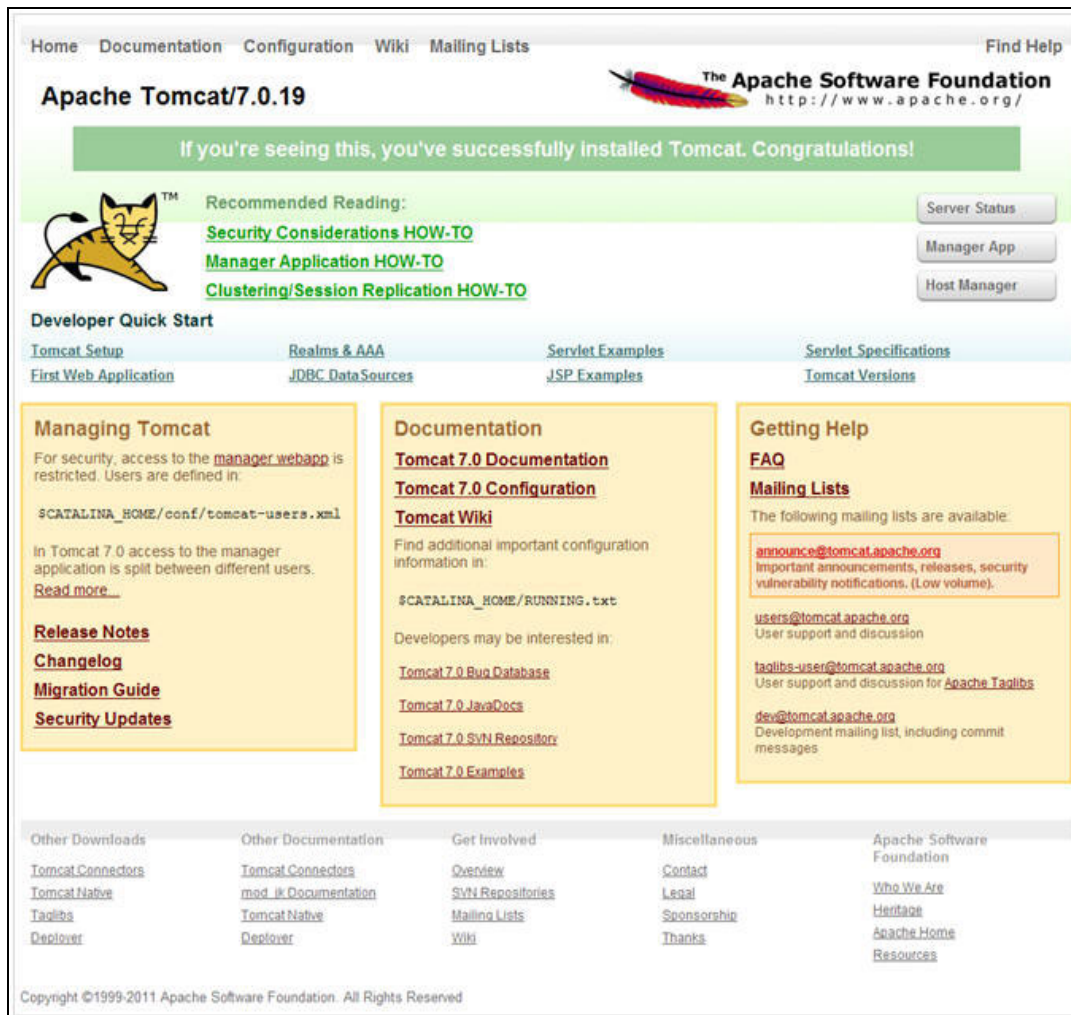 Home Documentation Configuration Wiki Mailing Lists Find Help
Apache Tomcat/7.0.19
The Apache Software Foundation
http://www.apache.org/
If you're seeing this, you've successfully installed Tomcat. Congratulations!
TM
Recommended Reading:
Security Considerations HOW-TO
Manager Application HOW-TO
Clustering/Session Replication HOW-TO
Server Status
Manager App
Host Manager
Developer Quick Start
Tomcat Setup Realms & AAA Servlet Examples Servlet Specifications
First Web Application JDBC DataSources JSP Examples Tomcat Versions
Managing Tomcat
For security, access to the manager webapp is
restricted. Users are defined in:
$CATALINA_HOME/conf/tomcat-users.xml
In Tomcat 7.0 access to the manager
application is split between different users.
Read more...
Release Notes
Changelog
Migration Guide
Security Updates
Documentation
Tomcat 7.0 Documentation
Tomcat 7.0 Configuration
Tomcat Wiki
Find additional important configuration
information in:
$CATALINA_HOME/RUNNING.txt
Developers may be interested in:
Tomcat 7.0 Bug Database
Tomcat 7.0 JavaDocs
Tomcat 7.0 SVN Repository
Tomcat 7.0 Examples
Getting Help
FAQ
Mailing Lists
The following mailing lists are available:
announce@tomcat.apache.org
Important announcements, releases, security
vulnerability notifications. (Low volume).
users@tomcat.apache.org
User support and discussion
taglibs-user@tomcat.apache.org
User support and discussion for Apache Taglibs
dev@tomcat.apache.org
Development mailing list, including commit
messages
Other Downloads
Tomcat Connectors
Tomcat Native
Taglibs
Deployer
Other Documentation
Tomcat Connectors
mod_jk Documentation
Tomcat Native
Deployer
Get Involved
Overview
SVN Repositories
Mailing Lists
Wiki
Miscellaneous
Contact
Legal
Sponsorship
Thanks
Apache Software
Foundation
Who We Are
Heritage
Apache Home
Resources
Copyright ©1999-2011 Apache Software Foundation. All Rights Reserved